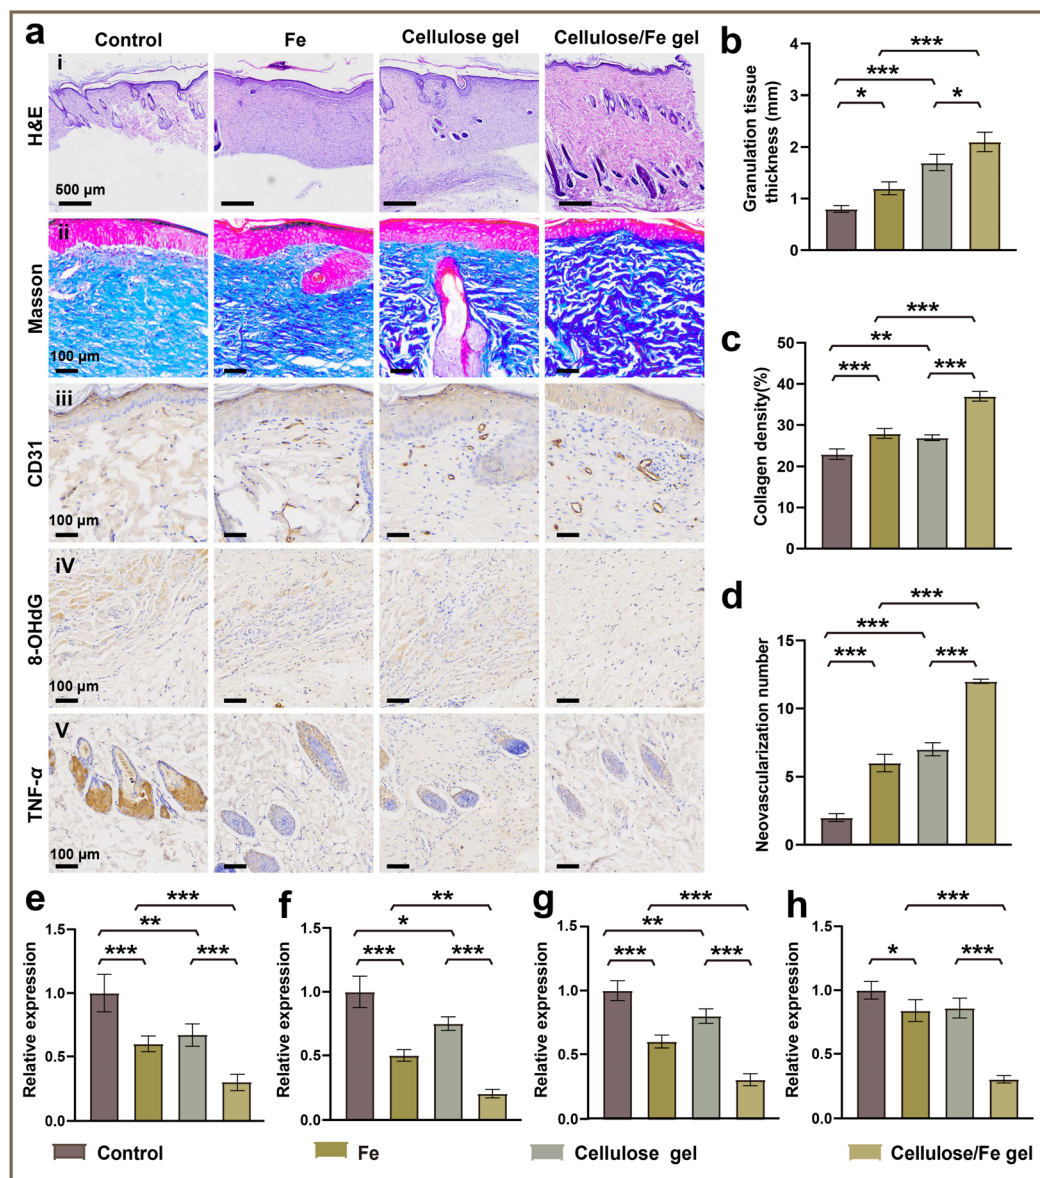 a
Control
Fe
Cellulose gel
Cellulose/Fe gel
i
H&E
500 μm
ii
Masson
100 μm
iii
CD31
100 μm
iV
8-OHdG
100 μm
V
TNF-α
100 μm
b
Granulation tissue
thickness (mm)
4
3
2
1
0
***
***
*
*
c
Collagen density(%)
50
40
30
20
10
0
***
**
***
***
d
Neovascularization number
15
10
5
0
***
***
***
***
e
Relative expression
1.5
1.0
0.5
0.0
***
**
***
***
f
Relative expression
1.5
1.0
0.5
0.0
**
*
***
***
g
Relative expression
1.5
1.0
0.5
0.0
***
**
***
***
h
Relative expression
1.5
1.0
0.5
0.0
***
*
***
Control
Fe
Cellulose gel
Cellulose/Fe gel